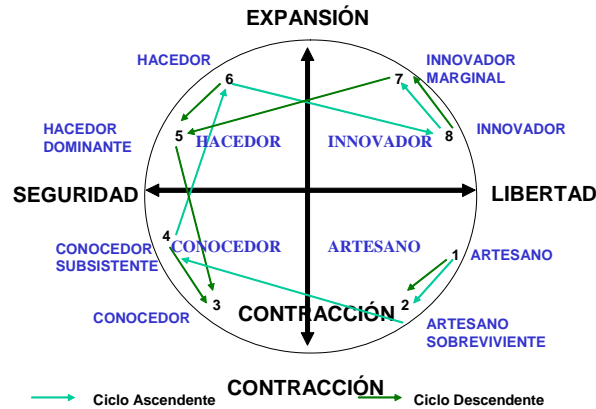 EXPANSIÓN
HACEDOR
6
7
INNOVADOR
MARGINAL
HACEDOR
DOMINANTE
5
HACEDOR
INNOVADOR
8
INNOVADOR
SEGURIDAD
LIBERTAD
4
CONOCEDOR
SUBSISTENTE
CONOCEDOR
ARTESANO
1
ARTESANO
CONOCEDOR
3
CONTRACCIÓN
2
ARTESANO
SOBREVIVIENTE
CONTRACCIÓN
Ciclo Ascendente
Ciclo Descendente